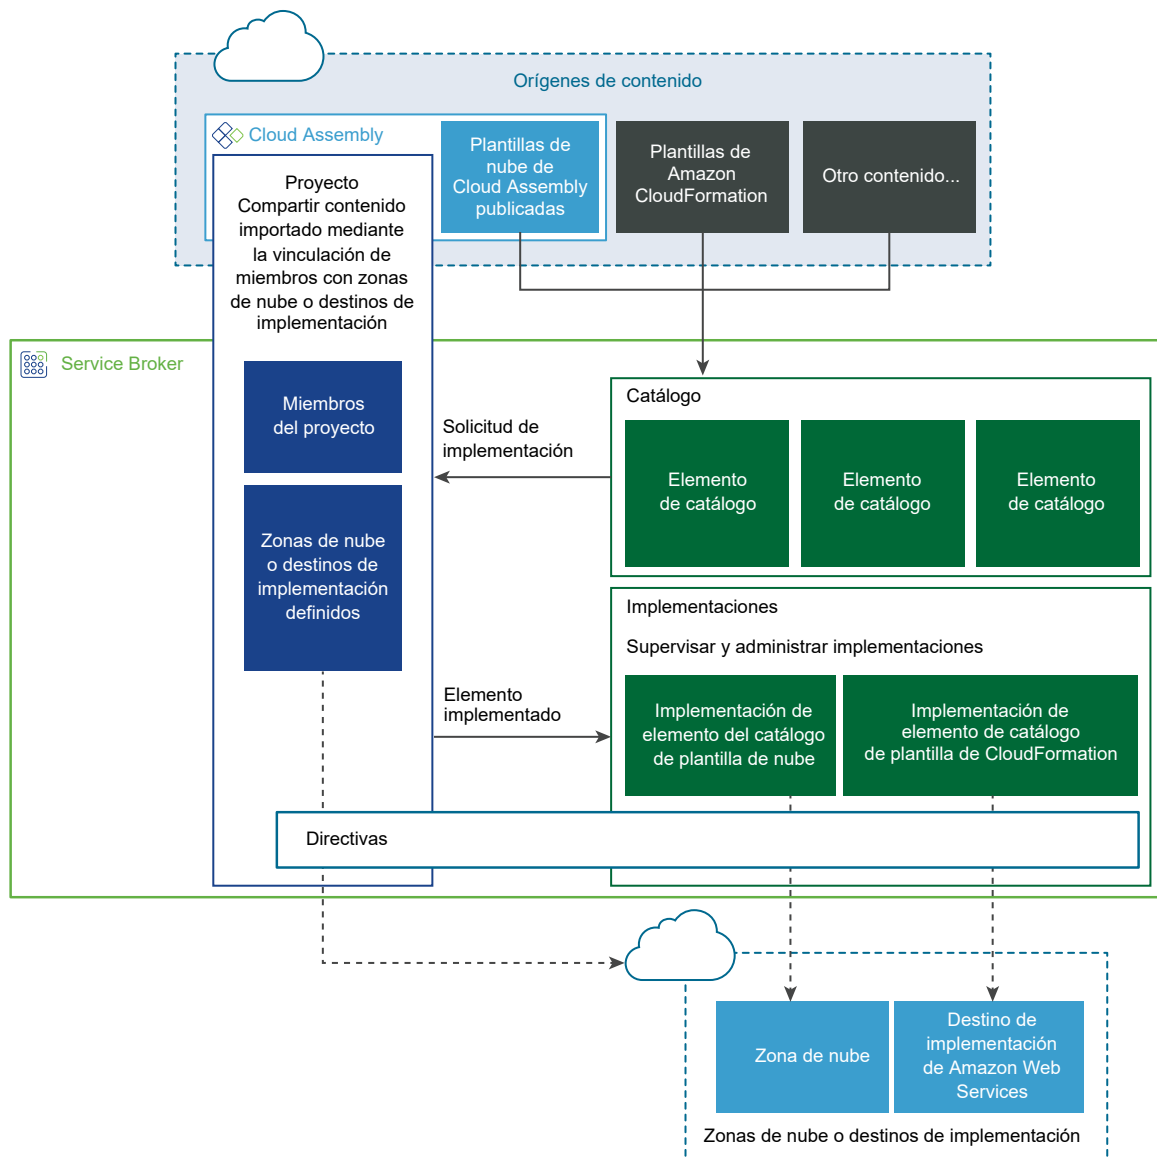 Orígenes de contenido
Cloud Assembly
Plantillas de
nube de
Cloud Assembly
publicadas
Plantillas de
Amazon
CloudFormation
Otro contenido...
Proyecto
Compartir contenido
importado mediante
la vinculación de
miembros con zonas
de nube o destinos de
implementación
Service Broker
Miembros
del proyecto
Zonas de nube
o destinos de
implementación
definidos
Solicitud de
implementación
Catálogo
Elemento
de catálogo
Elemento
de catálogo
Elemento
de catálogo
Implementaciones
Supervisar y administrar implementaciones
Elemento
implementado
Implementación de
elemento del catálogo
de plantilla de nube
Implementación de
elemento de catálogo
de plantilla de CloudFormation
Directivas
Zona de nube
Destino de
implementación
de Amazon Web
Services
Zonas de nube o destinos de implementación